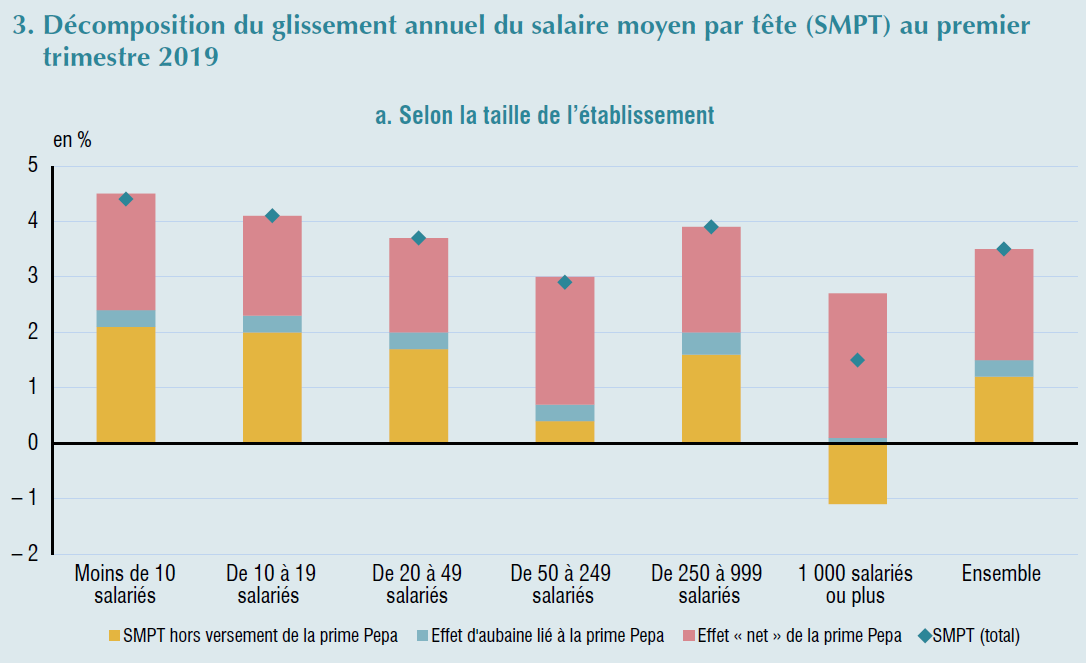 3. Décomposition du glissement annuel du salaire moyen par tête (SMPT) au premier
trimestre 2019
a. Selon la taille de l’établissement
en %
5
4
3
2
1
0
– 1
– 2
Moins de 10
salariés
De 10 à 19
salariés
De 20 à 49
salariés
De 50 à 249
salariés
De 250 à 999
salariés
1 000 salariés
ou plus
Ensemble
SMPT hors versement de la prime Pepa Effet d'aubaine lié à la prime Pepa Effet « net » de la prime Pepa SMPT (total)